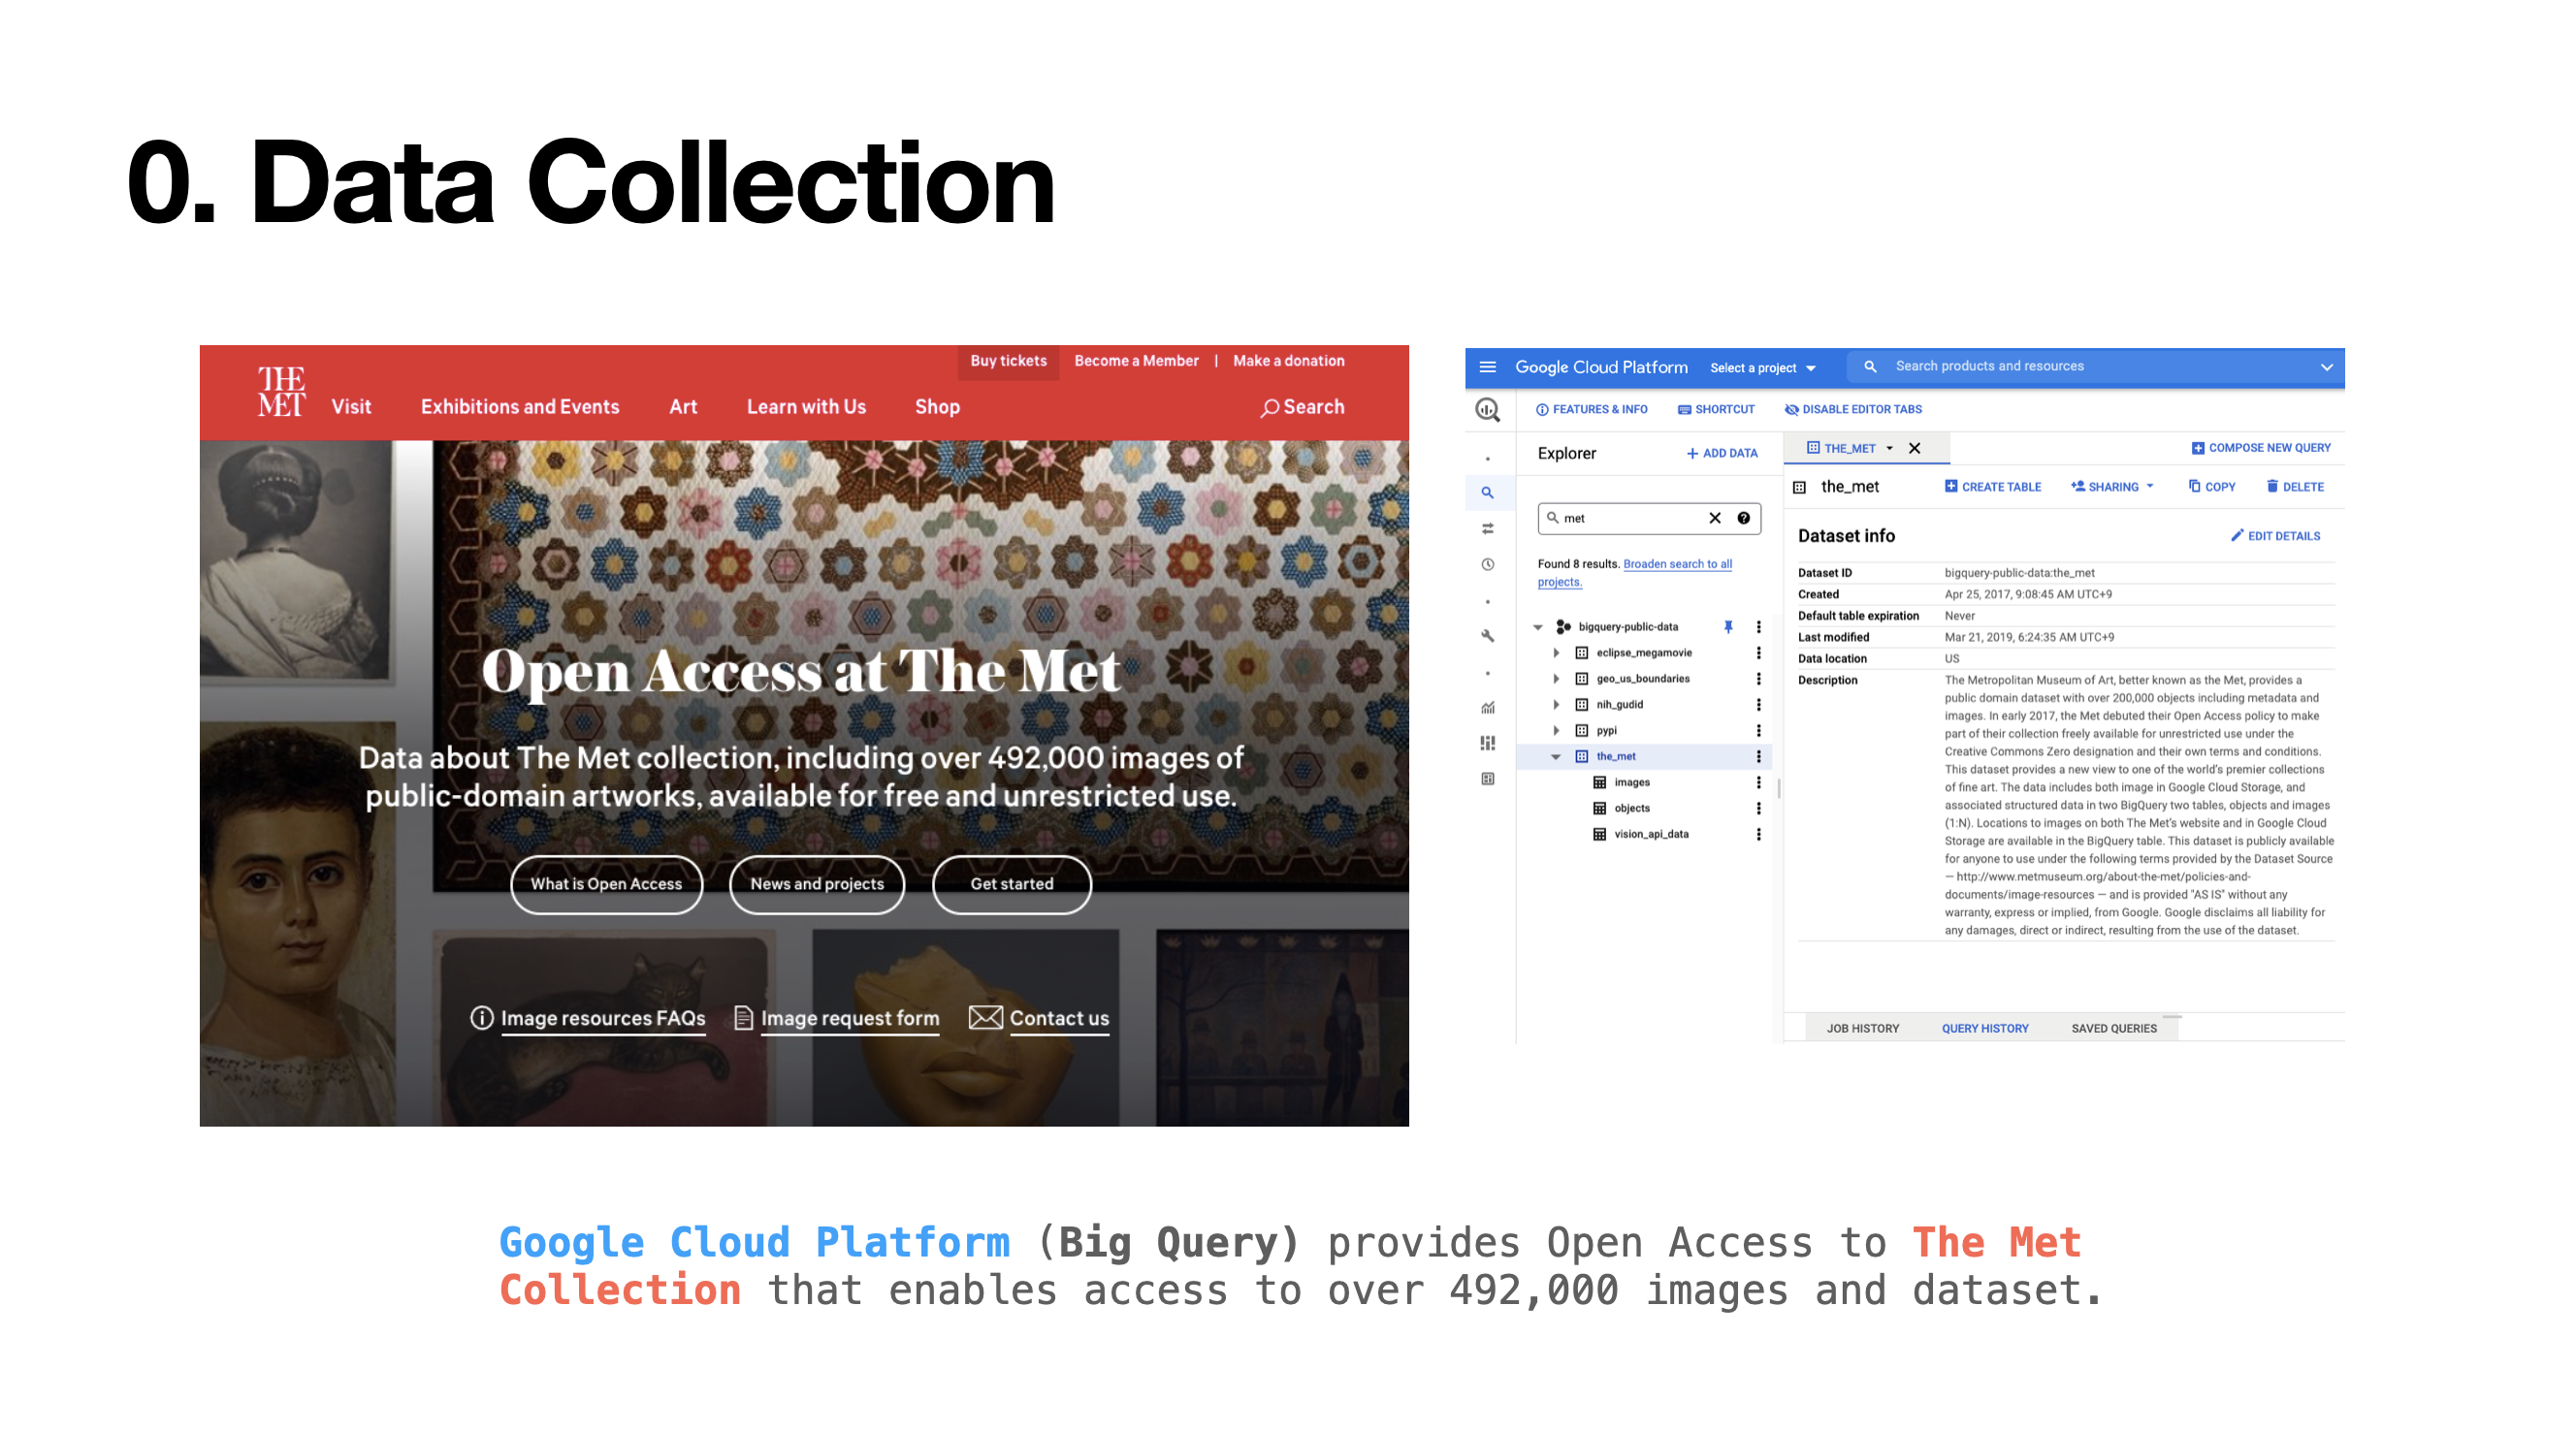 0. Data Collection
Buy tickets Become a Member | Make a donation
THE
MET
Visit Exhibitions and Events Art Learn with Us Shop Search
Open Access at The Met
Data about The Met collection, including over 492,000 images of
public-domain artworks, available for free and unrestricted use.
What is Open Access News and projects Get started
Image resources FAQs Image request form Contact us
Google Cloud Platform Select a project Search products and resources
FEATURES & INFO SHORTCUT DISABLE EDITOR TABS
Explorer + ADD DATA
met
Found 8 results. Broaden search to all
projects.
bigquery-public-data
eclipse_megamovie
geo_us_boundaries
nih_gudid
pypi
the_met
images
objects
vision_api_data
THE_MET COMPOSE NEW QUERY
the_met CREATE TABLE SHARING COPY DELETE
Dataset info EDIT DETAILS
Dataset ID bigquery-public-data:the_met
Created Apr 25, 2017, 9:08:45 AM UTC+9
Default table expiration Never
Last modified Mar 21, 2019, 6:24:35 AM UTC+9
Data location US
Description The Metropolitan Museum of Art, better known as the Met, provides a
public domain dataset with over 200,000 objects including metadata and
images. In early 2017, the Met debuted their Open Access policy to make
part of their collection freely available for unrestricted use under the
Creative Commons Zero designation and their own terms and conditions.
This dataset provides a new view to one of the world's premier collections
of fine art. The data includes both image in Google Cloud Storage, and
associated structured data in two BigQuery two tables, objects and images
(1:N). Locations to images on both The Met's website and in Google Cloud
Storage are available in the BigQuery table. This dataset is publicly available
for anyone to use under the following terms provided by the Dataset Source
— http://www.metmuseum.org/about-the-met/policies-and-
documents/image-resources — and is provided "AS IS" without any
warranty, express or implied, from Google. Google disclaims all liability for
any damages, direct or indirect, resulting from the use of the dataset.
JOB HISTORY QUERY HISTORY SAVED QUERIES
Google Cloud Platform (Big Query) provides Open Access to The Met
Collection that enables access to over 492,000 images and dataset.